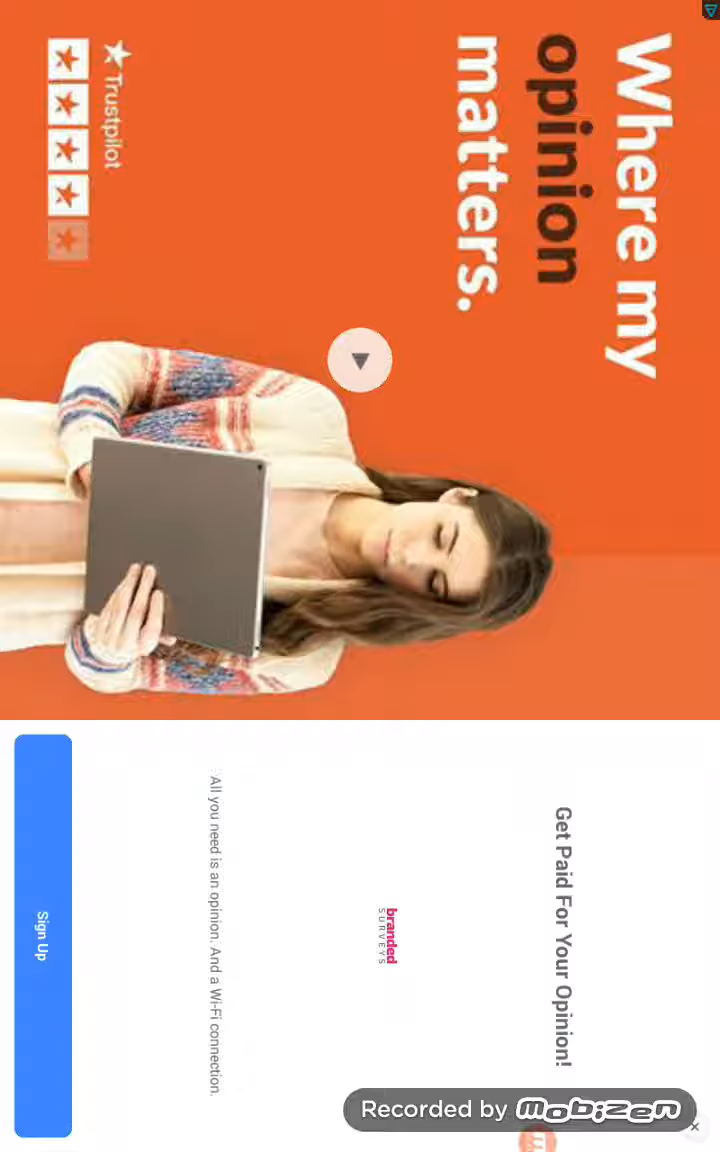 Where my
opinion
matters.
Trustpilot
Get Paid For Your Opinion!
branded
SURVEYS
All you need is an opinion. And a Wi-Fi connection.
Sign Up
Recorded by mobizen